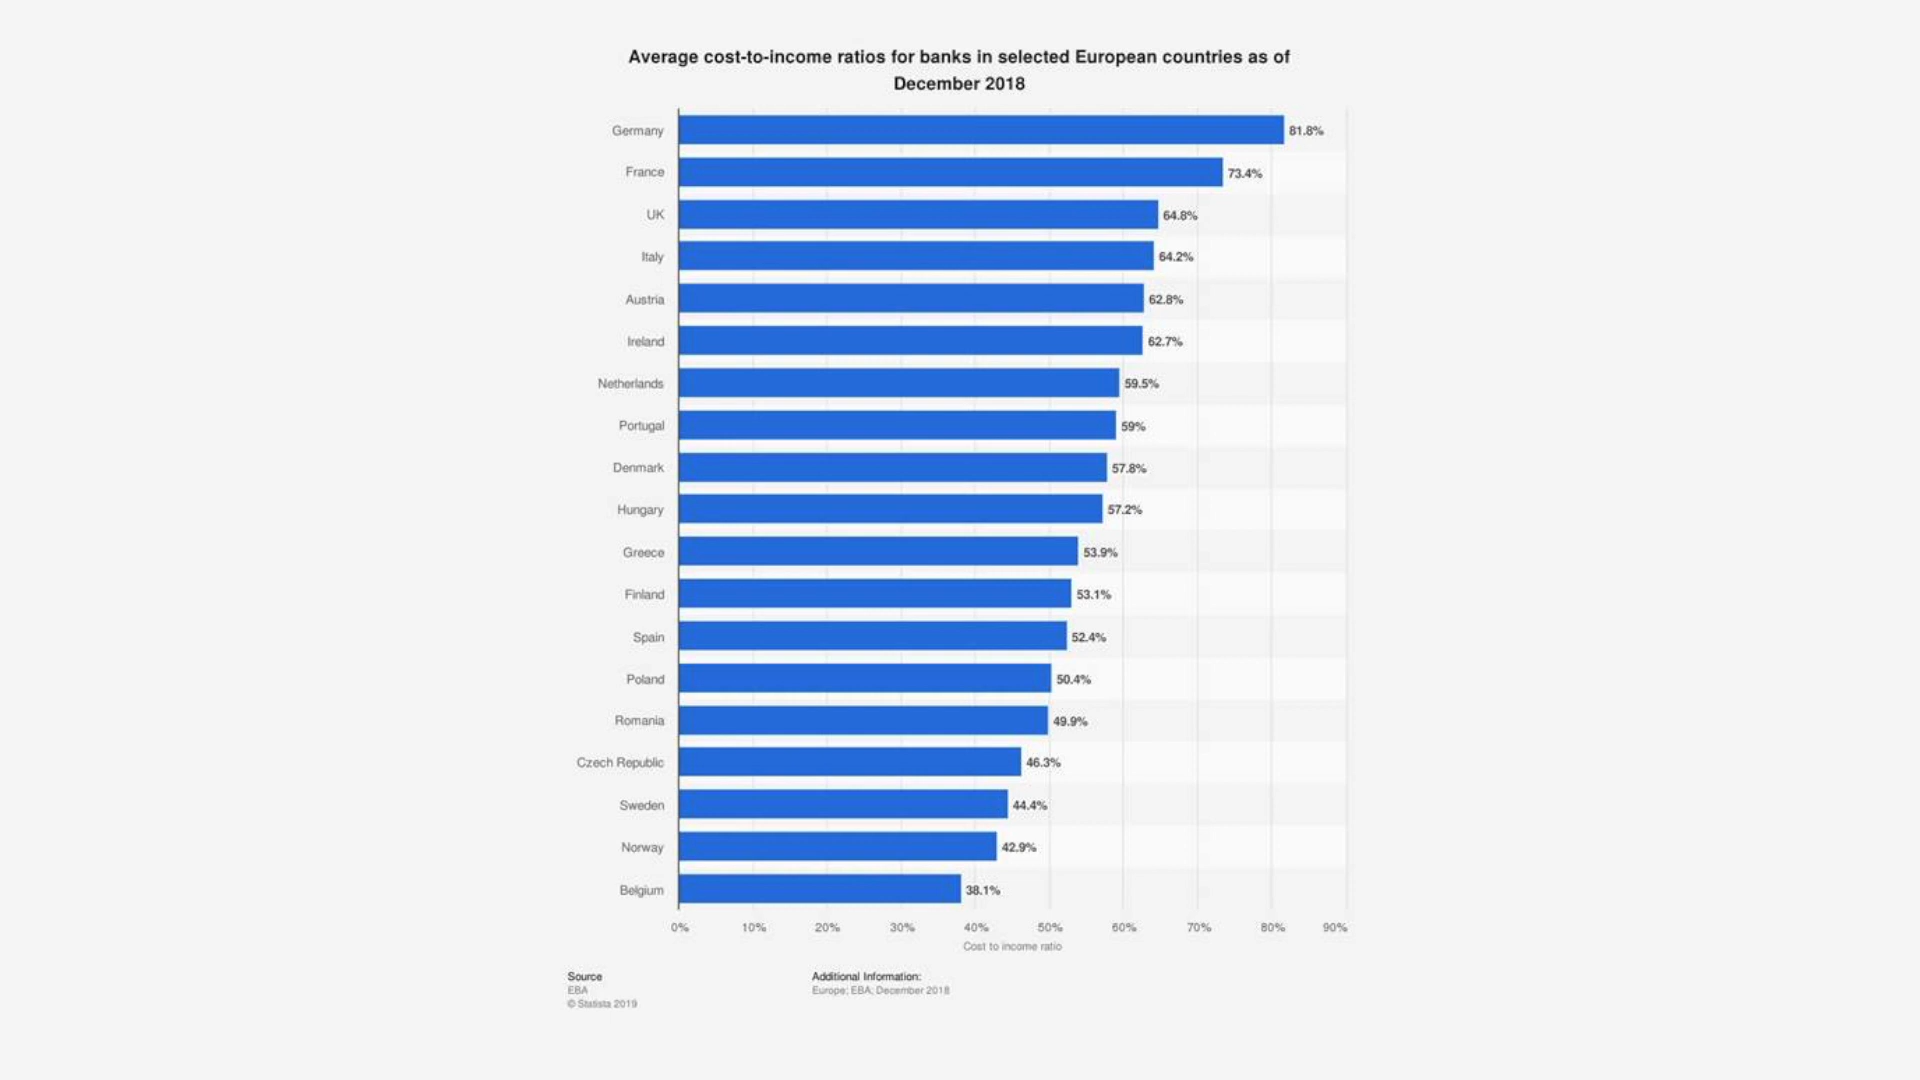 Average cost-to-income ratios for banks in selected European countries as of
December 2018
Germany 81.8%
France 73.4%
UK 64.8%
Italy 64.2%
Austria 62.8%
Ireland 62.7%
Netherlands 59.5%
Portugal 59%
Denmark 57.8%
Hungary 57.2%
Greece 53.9%
Finland 53.1%
Spain 52.4%
Poland 50.4%
Romania 49.9%
Czech Republic 46.3%
Sweden 44.4%
Norway 42.9%
Belgium 38.1%
0% 10% 20% 30% 40% 50% 60% 70% 80% 90%
Cost to income ratio
Source
EBA
© Statista 2019
Additional Information:
Europe; EBA; December 2018